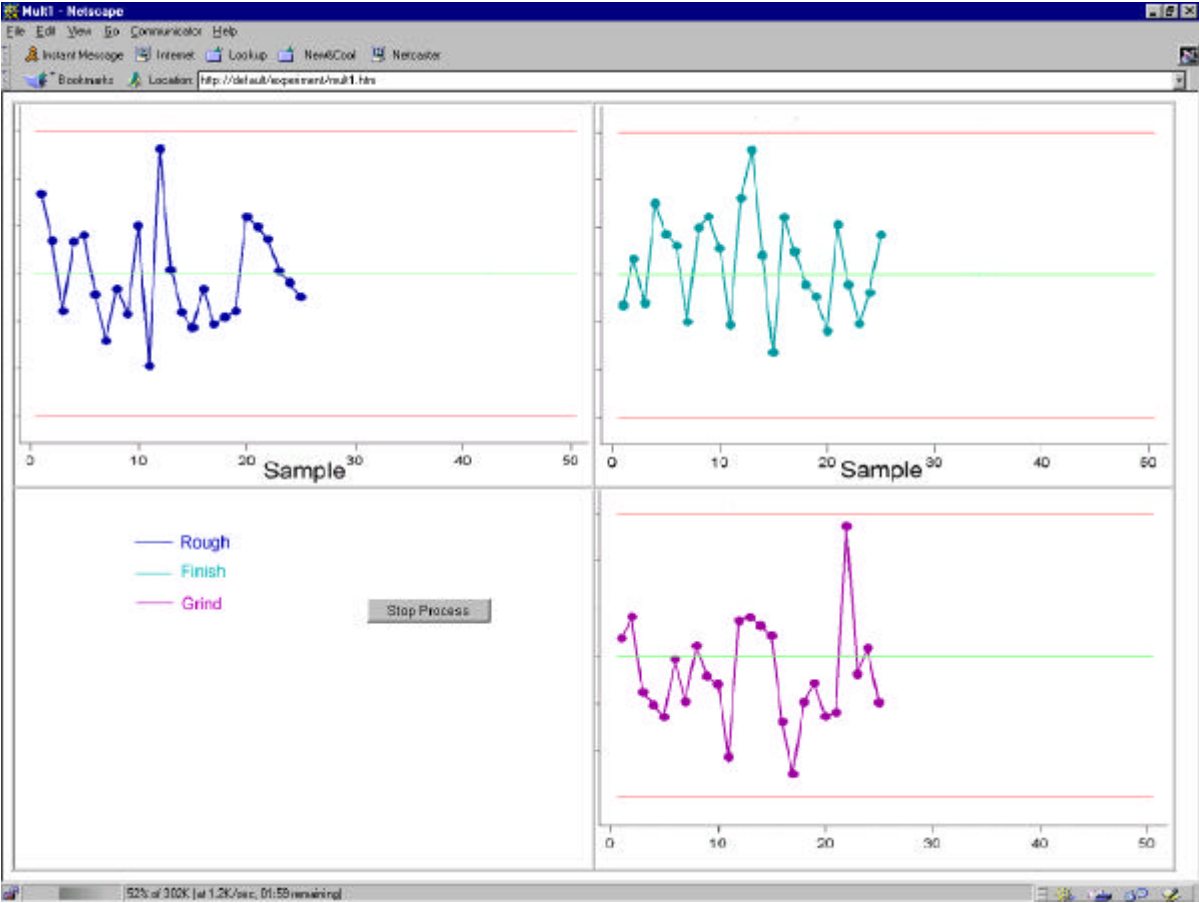 Mult1 - Netscape
File Edit View Go Communicator Help
Instant Message Internet Lookup New&Cool Netcaster
Bookmarks Location: http://default/experiment/mult1.htm
0 10 20 30 40 50
Sample
0 10 20 30 40 50
Sample
Rough
Finish
Grind
Stop Process
0 10 20 30 40 50
52% of 302K (at 1.2K/sec, 01:59 remaining)